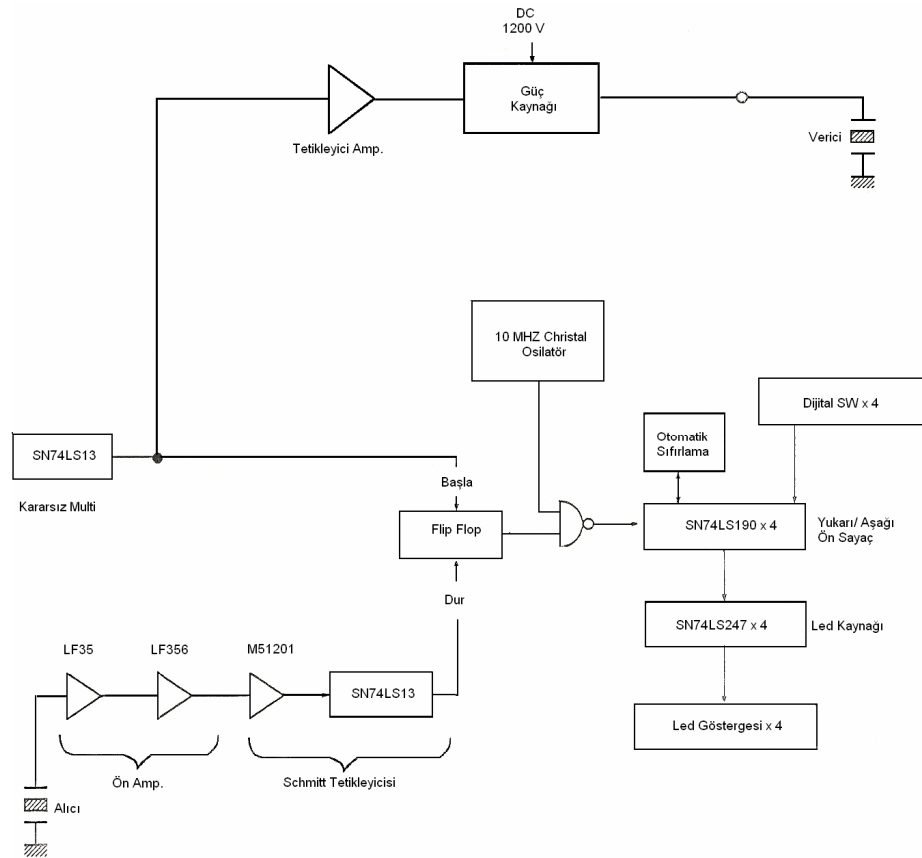 DC
1200 V
Güç
Kaynağı
Tetikleyici Amp.
Verici
10 MHZ Christal
Osilatör
Dijital SW x 4
Otomatik
Sıfırlama
SN74LS13
Kararsız Multi
Başla
Flip Flop
SN74LS190 x 4
Yukarı/ Aşağı
Ön Sayaç
Dur
SN74LS247 x 4
Led Kaynağı
LF35
LF356
M51201
SN74LS13
Led Göstergesi x 4
Ön Amp.
Schmitt Tetikleyicisi
Alıcı